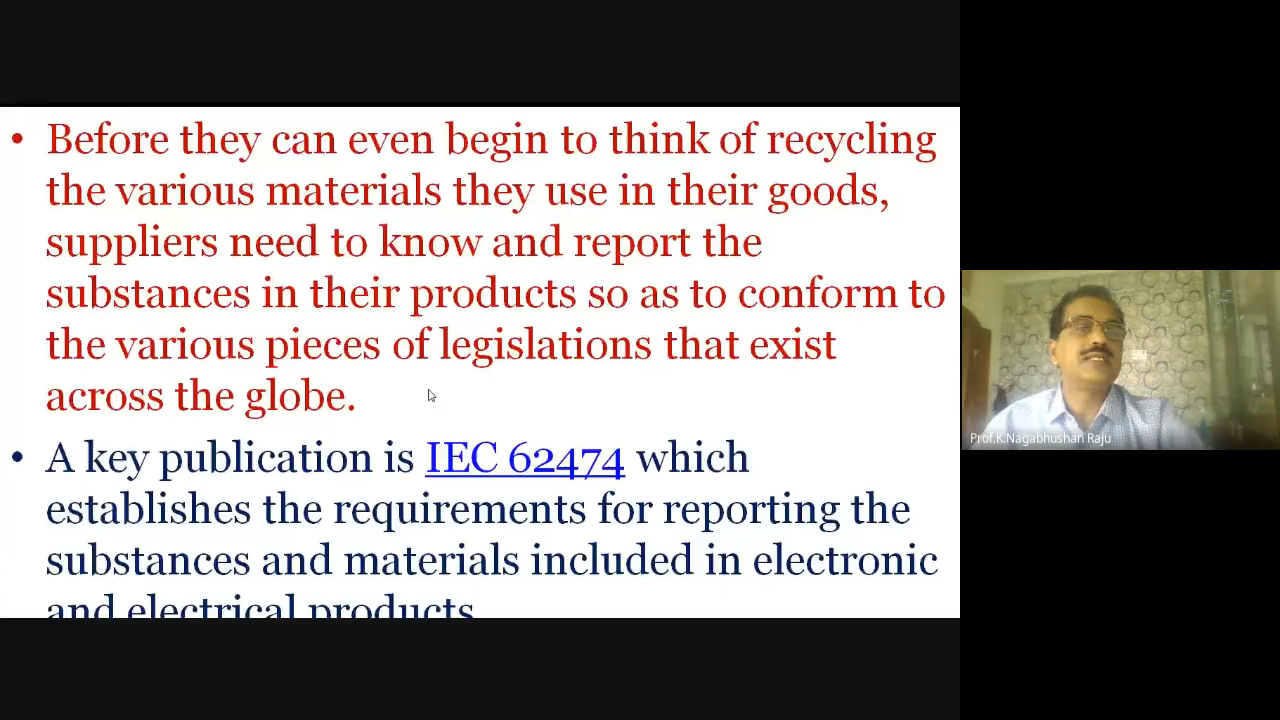 • Before they can even begin to think of recycling
the various materials they use in their goods,
suppliers need to know and report the
substances in their products so as to conform to
the various pieces of legislations that exist
across the globe.
• A key publication is IEC 62474 which
establishes the requirements for reporting the
substances and materials included in electronic
and electrical products
Prof.K.Nagabhushan Raju